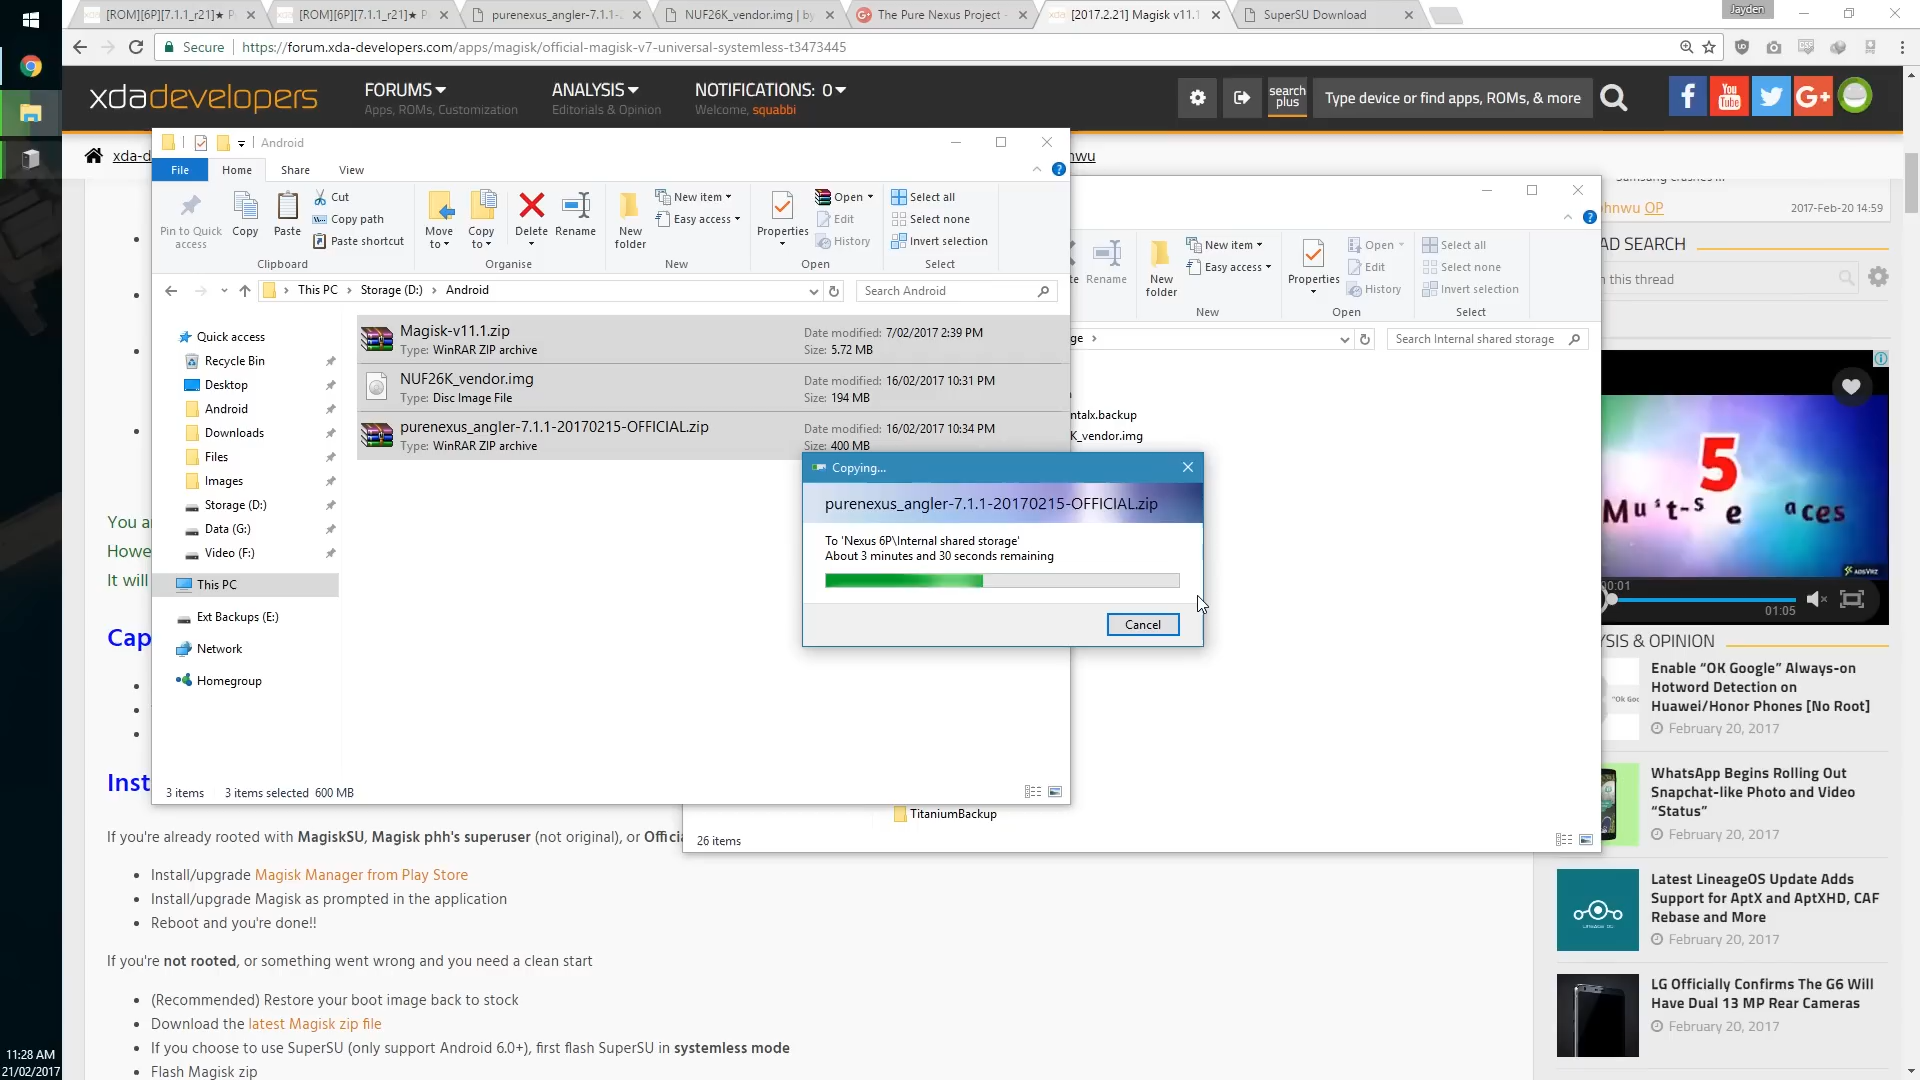 [ROM][6P][7.1.1_r21]★ P
[ROM][6P][7.1.1_r21]★ P
purenexus_angler-7.1.1-
NUF26K_vendor.img | by
The Pure Nexus Project -
[2017.2.21] Magisk v11.1
SuperSU Download
Jayden
Secure
https://forum.xda-developers.com/apps/magisk/official-magisk-v7-universal-systemless-t3473445
xdadevelopers
FORUMS
Apps, ROMs, Customization
ANALYSIS
Editorials & Opinion
NOTIFICATIONS: 0
Welcome, squabbi
search plus
Type device or find apps, ROMs, & more
xda-d
nwu
Android
File
Home
Share
View
Pin to Quick access
Copy
Paste
Cut
Copy path
Paste shortcut
Clipboard
Move to
Copy to
Delete
Rename
Organise
New folder
New item
Easy access
New
Properties
Open
Edit
History
Open
Select all
Select none
Invert selection
Select
This PC
Storage (D:)
Android
Search Android
Quick access
Recycle Bin
Desktop
Android
Downloads
Files
Images
Storage (D:)
Data (G:)
Video (F:)
This PC
Ext Backups (E:)
Network
Homegroup
Magisk-v11.1.zip
Type: WinRAR ZIP archive
Date modified: 7/02/2017 2:39 PM
Size: 5.72 MB
NUF26K_vendor.img
Type: Disc Image File
Date modified: 16/02/2017 10:31 PM
Size: 194 MB
purenexus_angler-7.1.1-20170215-OFFICIAL.zip
Type: WinRAR ZIP archive
Date modified: 16/02/2017 10:34 PM
Size: 400 MB
3 items
3 items selected 600 MB
te
Rename
New folder
New item
Easy access
New
Properties
Open
Edit
History
Open
Select all
Select none
Invert selection
Select
ge
Search Internal shared storage
ntalx.backup
K_vendor.img
TitaniumBackup
26 items
Copying...
purenexus_angler-7.1.1-20170215-OFFICIAL.zip
To 'Nexus 6P\Internal shared storage'
About 3 minutes and 30 seconds remaining
Cancel
You a
Howe
It will
Cap
Inst
If you're already rooted with MagiskSU, Magisk phh's superuser (not original), or Offici
Install/upgrade Magisk Manager from Play Store
Install/upgrade Magisk as prompted in the application
Reboot and you're done!!
If you're not rooted, or something went wrong and you need a clean start
(Recommended) Restore your boot image back to stock
Download the latest Magisk zip file
If you choose to use SuperSU (only support Android 6.0+), first flash SuperSU in systemless mode
Flash Magisk zip
ohnwu OP
2017-Feb-20 14:59
AD SEARCH
n this thread
5
Must-S e aces
ADSVRZ
00:01
01:05
YSIS & OPINION
Enable “OK Google” Always-on
Hotword Detection on
Huawei/Honor Phones [No Root]
February 20, 2017
WhatsApp Begins Rolling Out
Snapchat-like Photo and Video
“Status”
February 20, 2017
Latest LineageOS Update Adds
Support for AptX and AptXHD, CAF
Rebase and More
February 20, 2017
LG Officially Confirms The G6 Will
Have Dual 13 MP Rear Cameras
February 20, 2017
11:28 AM
21/02/2017